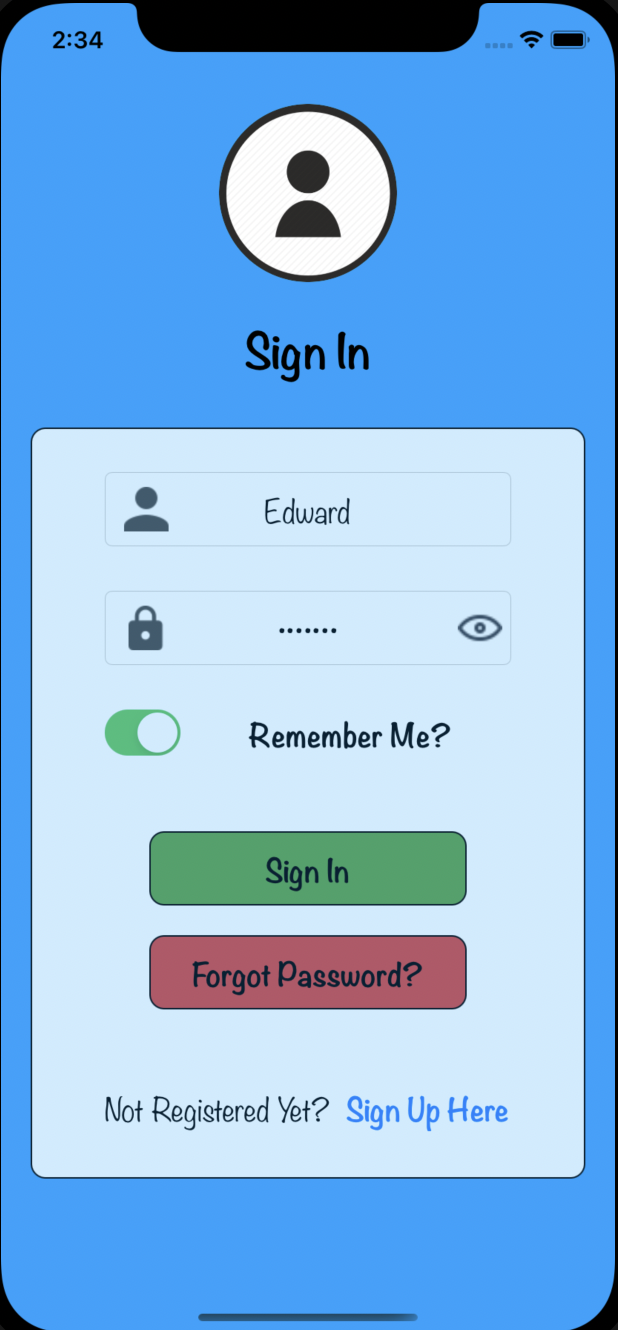 2:34
Sign In
Edward
•••••••
Remember Me?
Sign In
Forgot Password?
Not Registered Yet? Sign Up Here